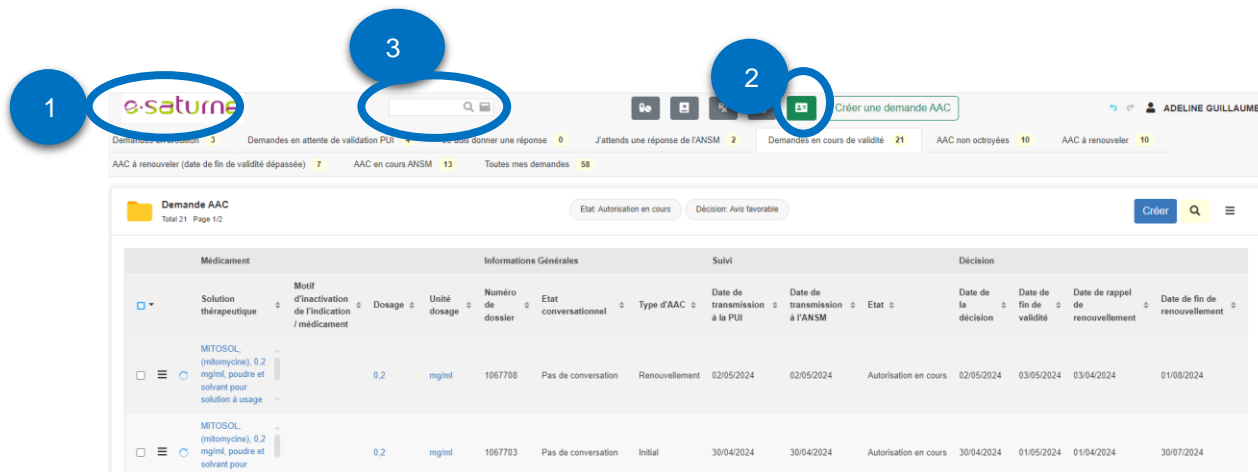 3
2
1
e-saturne
Créer une demande AAC
ADELINE GUILLAUME
3 Demandes en attente de validation PUI dois donner une réponse 0 J'attends une réponse de l'ANSM 2 Demandes en cours de validité 21 AAC non octroyées 10 AAC à renouveler 10
AAC à renouveler (date de fin de validité dépassée) 7 AAC en cours ANSM 13 Toutes mes demandes 58
Demande AAC
Total 21 Page 1/2
Etat: Autorisation en cours Décision: Avis favorable
Créer
Médicament Informations Générales Suivi Décision
Solution thérapeutique
Motif d'inactivation de l'indication / médicament
Dosage
Unité dosage
Numéro de dossier
Etat conversationnel
Type d'AAC
Date de transmission à la PUI
Date de transmission à l'ANSM
Etat
Date de la décision
Date de fin de validité
Date de rappel de renouvellement
Date de fin de renouvellement
MITOSOL,
(mitomycine), 0,2
mg/ml, poudre et
solvant pour
solution à usage
0,2 mg/ml 1067708 Pas de conversation Renouvellement 02/05/2024 02/05/2024 Autorisation en cours 02/05/2024 03/05/2024 03/04/2024 01/08/2024
MITOSOL,
(mitomycine), 0,2
mg/ml, poudre et
solvant pour
0,2 mg/ml 1067703 Pas de conversation Initial 30/04/2024 30/04/2024 Autorisation en cours 30/04/2024 01/05/2024 01/04/2024 30/07/2024